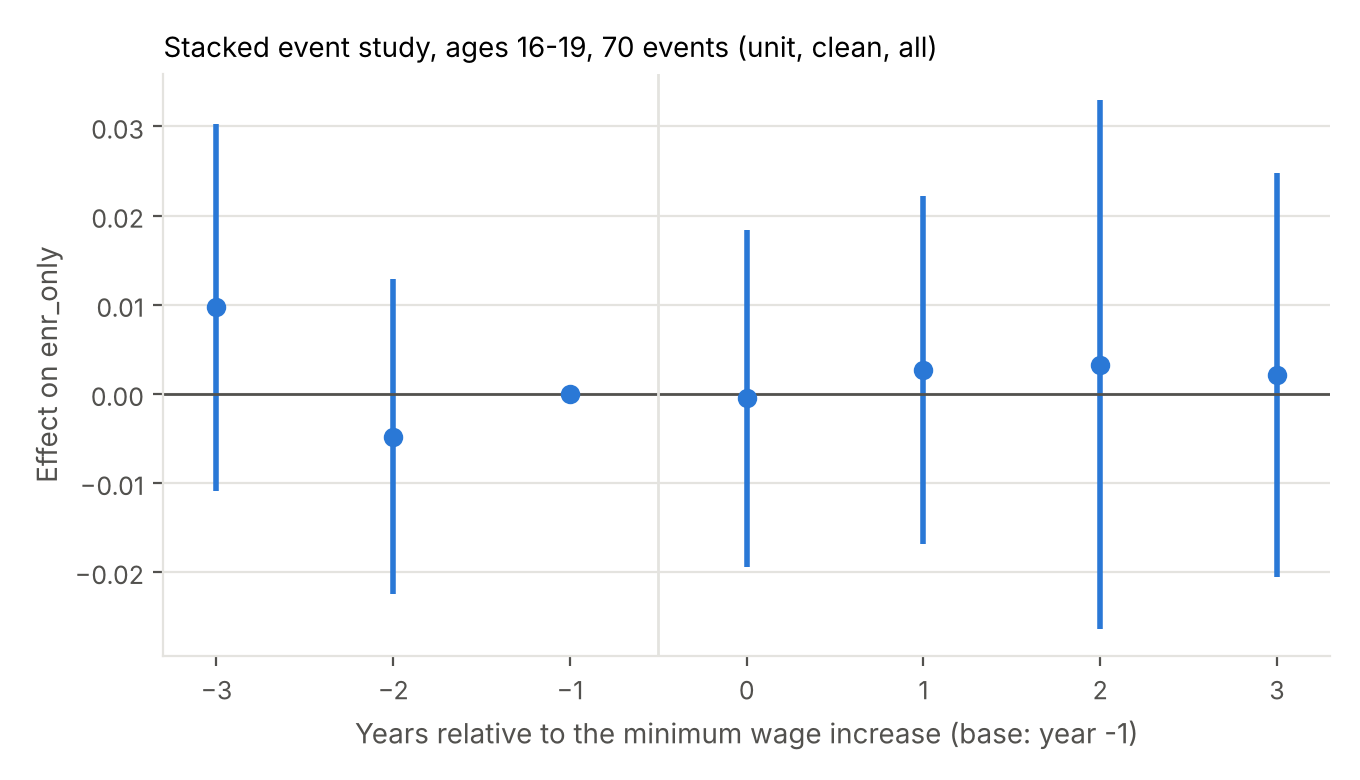 Stacked event study, ages 16-19, 70 events (unit, clean, all)
Effect on enr_only
0.03
0.02
0.01
0.00
−0.01
−0.02
−3 −2 −1 0 1 2 3
Years relative to the minimum wage increase (base: year -1)